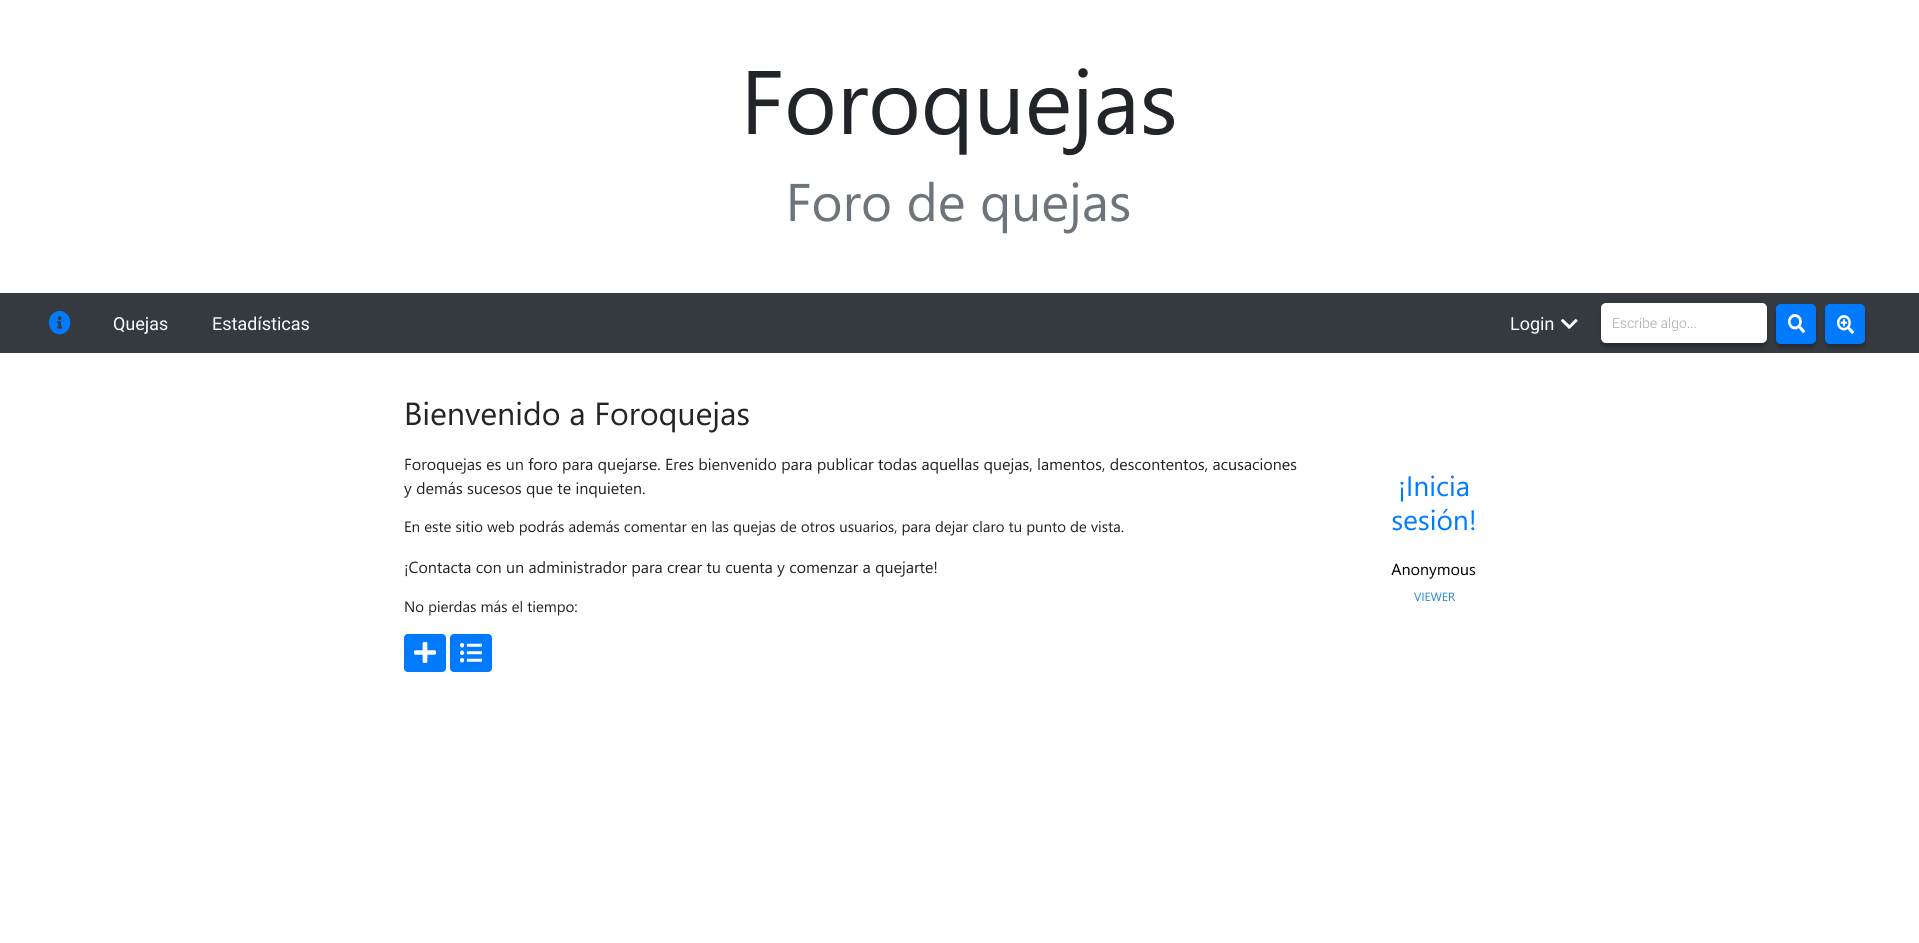 Foroquejas
Foro de quejas
Quejas
Estadísticas
Login
Escribe algo...
Bienvenido a Foroquejas
Foroquejas es un foro para quejarse. Eres bienvenido para publicar todas aquellas quejas, lamentos, descontentos, acusaciones
y demás sucesos que te inquieten.
En este sitio web podrás además comentar en las quejas de otros usuarios, para dejar claro tu punto de vista.
¡Contacta con un administrador para crear tu cuenta y comenzar a quejarte!
No pierdas más el tiempo:
¡Inicia
sesión!
Anonymous
VIEWER